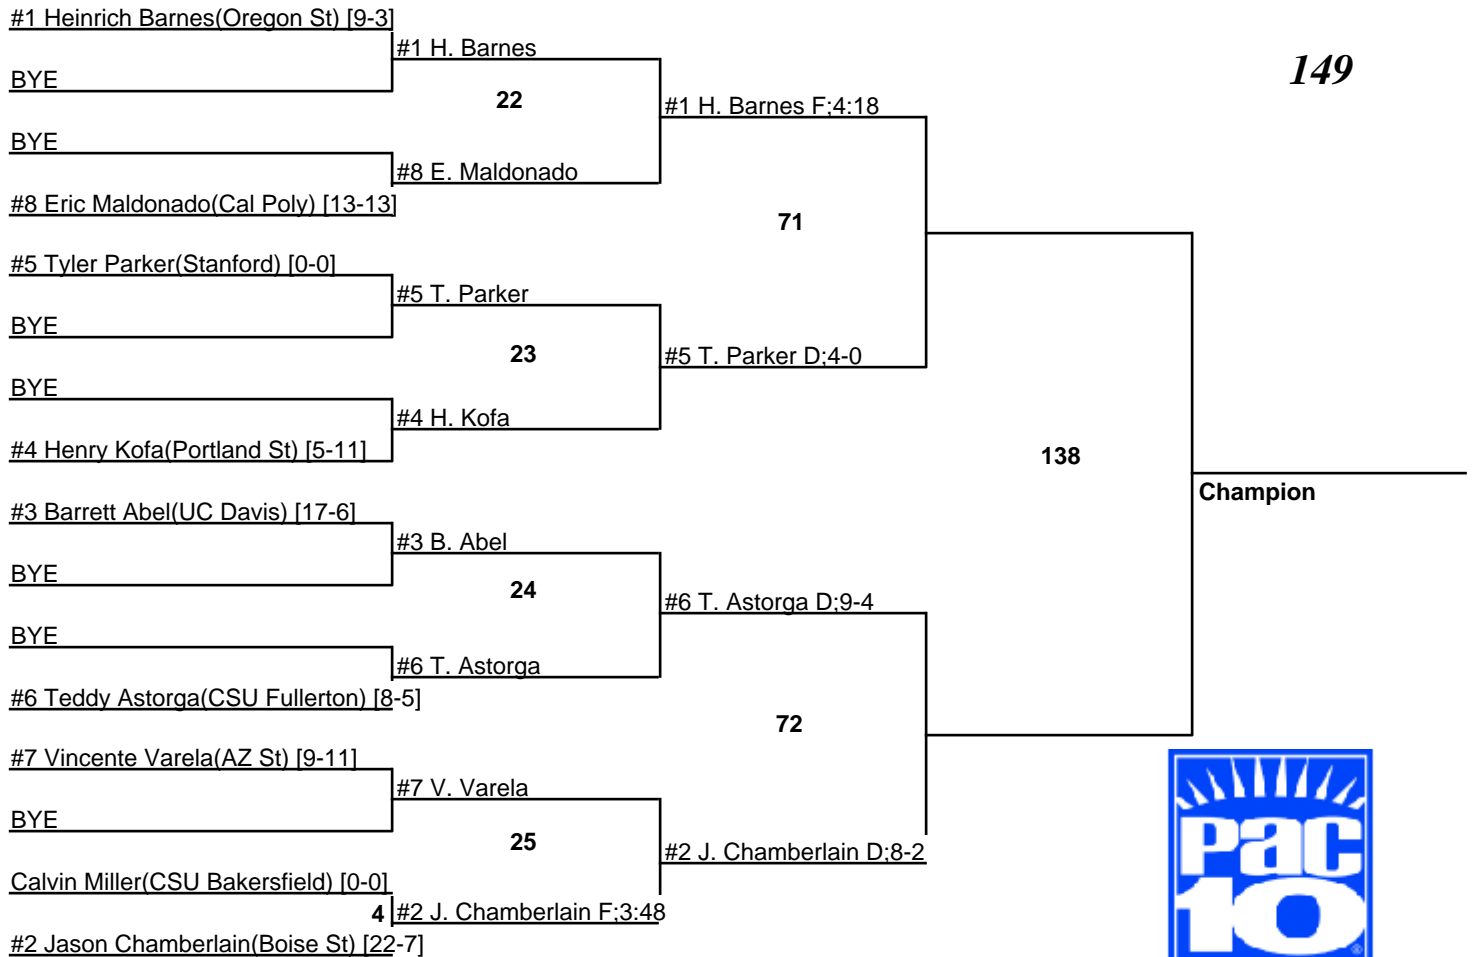 #1 Heinrich Barnes(Oregon St) [9-3]
#1 H. Barnes
149
BYE
22
#1 H. Barnes F;4:18
BYE
#8 E. Maldonado
#8 Eric Maldonado(Cal Poly) [13-13]
71
#5 Tyler Parker(Stanford) [0-0]
#5 T. Parker
BYE
23
#5 T. Parker D;4-0
BYE
#4 H. Kofa
#4 Henry Kofa(Portland St) [5-11]
138
Champion
#3 Barrett Abel(UC Davis) [17-6]
#3 B. Abel
BYE
24
#6 T. Astorga D;9-4
BYE
#6 T. Astorga
#6 Teddy Astorga(CSU Fullerton) [8-5]
72
#7 Vincente Varela(AZ St) [9-11]
#7 V. Varela
BYE
25
#2 J. Chamberlain D;8-2
Calvin Miller(CSU Bakersfield) [0-0]
4 #2 J. Chamberlain F;3:48
#2 Jason Chamberlain(Boise St) [22-7]
Pac
10
®